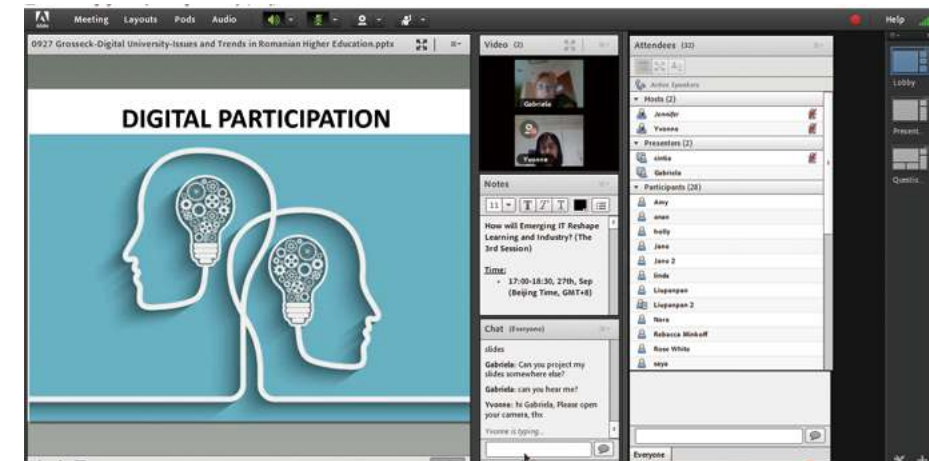 Adobe
Meeting Layouts Pods Audio
Help
0927 Grosseck-Digital University-Issues and Trends in Romanian Higher Education.pptx
DIGITAL PARTICIPATION
Video (2)
Gabriela
Yvonne
Notes
11 T T T
How will Emerging IT Reshape
Learning and Industry? (The
3rd Session)
Time:
17:00-18:30, 27th, Sep
(Beijing Time, GMT+8)
Chat (Everyone)
slides
Gabriela: Can you project my
slides somewhere else?
Gabriela: can you hear me?
Yvonne: hi Gabriela, Please open
your camera, thx
Yvonne is typing...
Attendees (32)
Active Speakers
Hosts (2)
Jennifer
Yvonne
Presenters (2)
cintia
Gabriela
Participants (28)
Amy
anan
holly
Jane
Jane 2
linda
Liupanpan
Liupanpan 2
Nora
Rebecca Minkoff
Rose White
saya
Everyone
Lobby
Present...
Questio...